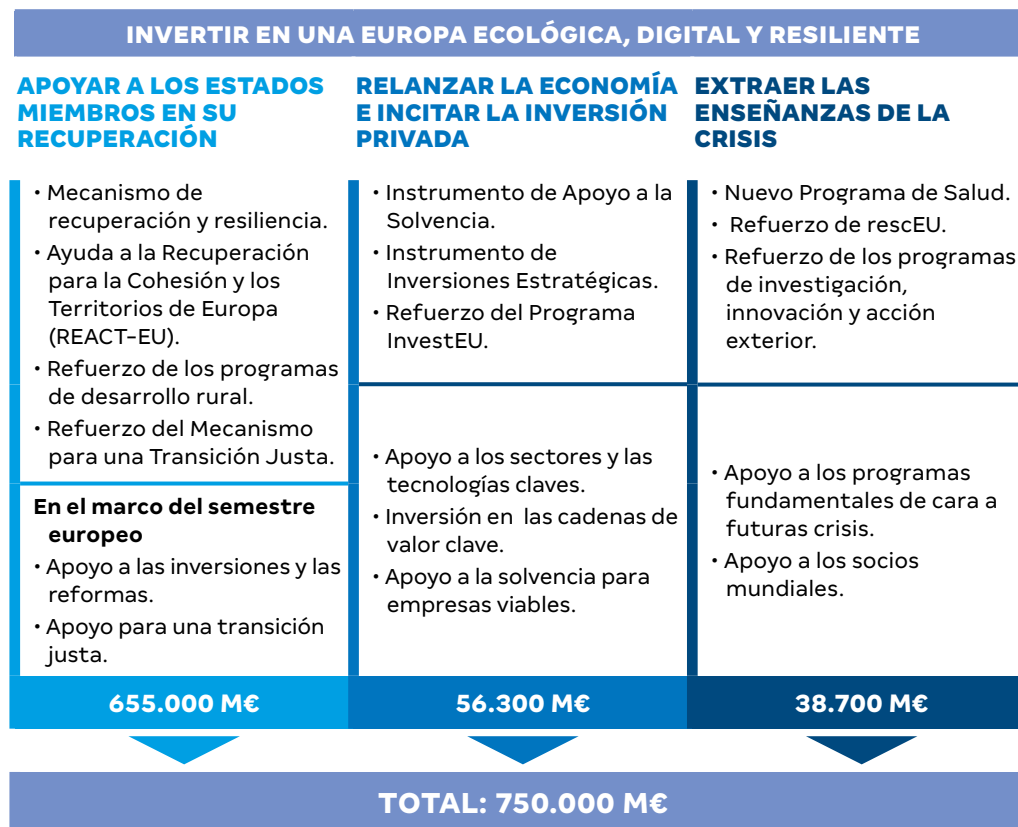 INVERTIR EN UNA EUROPA ECOLÓGICA, DIGITAL Y RESILIENTE
APOYAR A LOS ESTADOS
MIEMBROS EN SU
RECUPERACIÓN
• Mecanismo de
recuperación y resiliencia.
• Ayuda a la Recuperación
para la Cohesión y los
Territorios de Europa
(REACT-EU).
• Refuerzo de los programas
de desarrollo rural.
• Refuerzo del Mecanismo
para una Transición Justa.
En el marco del semestre
europeo
• Apoyo a las inversiones y las
reformas.
• Apoyo para una transición
justa.
655.000 M€
RELANZAR LA ECONOMÍA
E INCITAR LA INVERSIÓN
PRIVADA
• Instrumento de Apoyo a la
Solvencia.
• Instrumento de
Inversiones Estratégicas.
• Refuerzo del Programa
InvestEU.
• Apoyo a los sectores y las
tecnologías claves.
• Inversión en las cadenas de
valor clave.
• Apoyo a la solvencia para
empresas viables.
56.300 M€
EXTRAER LAS
ENSEÑANZAS DE LA
CRISIS
• Nuevo Programa de Salud.
• Refuerzo de rescEU.
• Refuerzo de los programas
de investigación,
innovación y acción
exterior.
• Apoyo a los programas
fundamentales de cara a
futuras crisis.
• Apoyo a los socios
mundiales.
38.700 M€
TOTAL: 750.000 M€